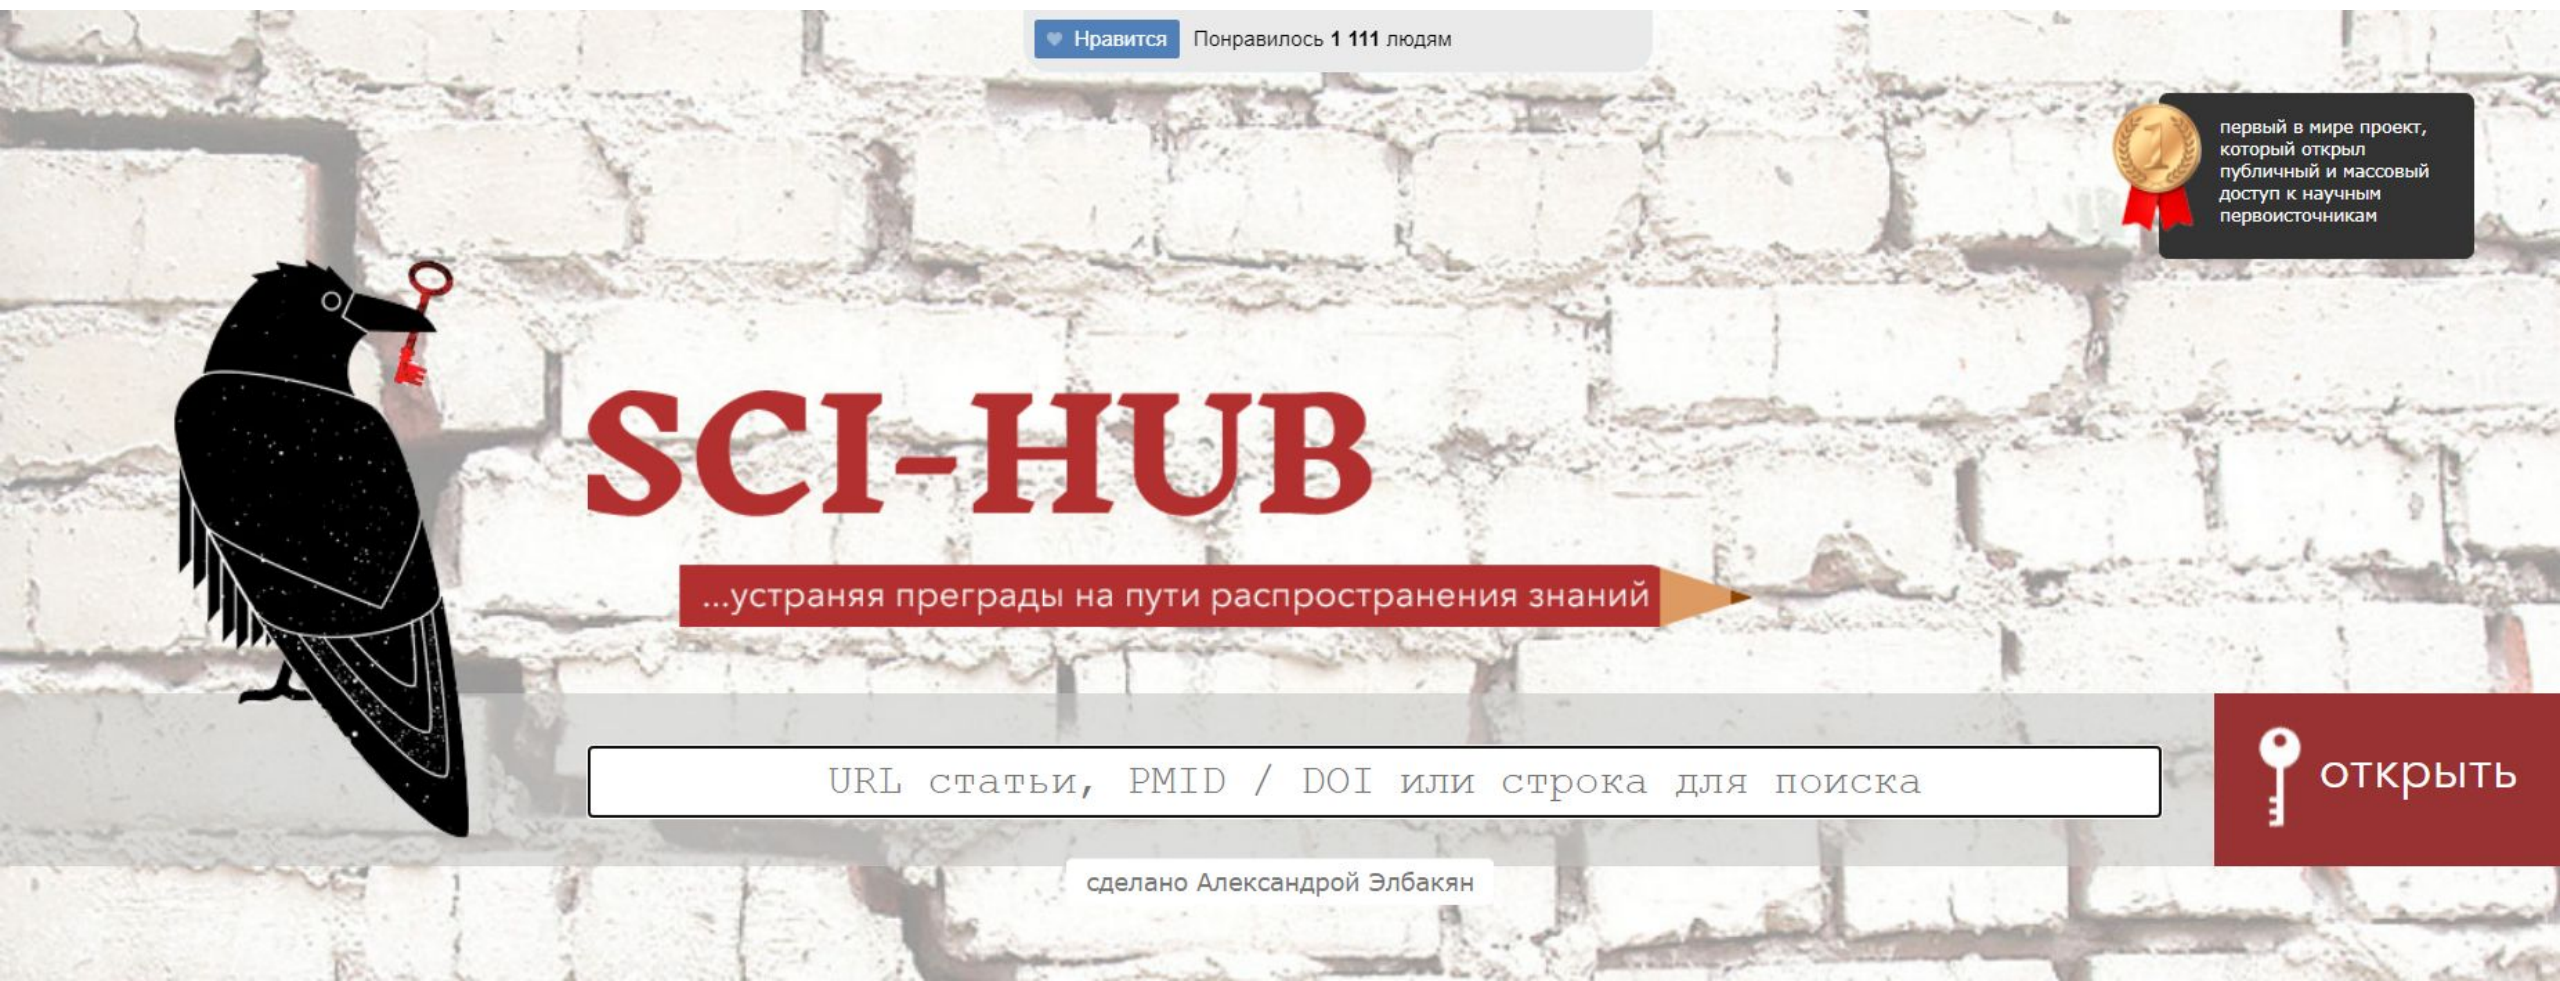 Нравится Понравилось 1 111 людям
первый в мире проект,
который открыл
публичный и массовый
доступ к научным
первоисточникам
SCI-HUB
...устраняя преграды на пути распространения знаний
URL статьи, PMID / DOI или строка для поиска
открыть
сделано Александрой Элбакян